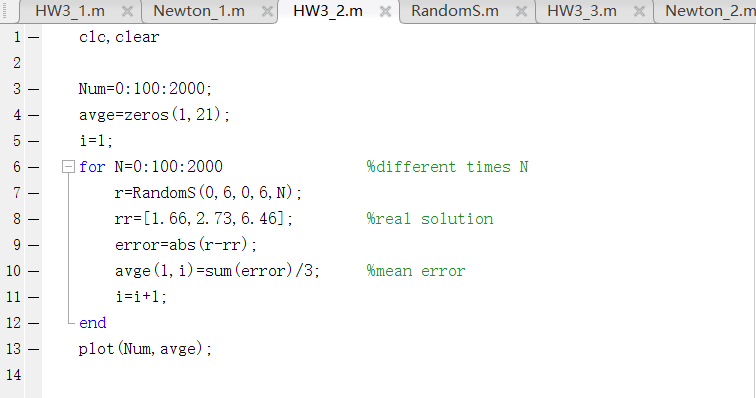 HW3_1.m × Newton_1.m × HW3_2.m × RandomS.m × HW3_3.m × Newton_2.m
1 — clc,clear
2
3 — Num=0:100:2000;
4 — avge=zeros(1,21);
5 — i=1;
6 — for N=0:100:2000 %different times N
7 — r=RandomS(0,6,0,6,N);
8 — rr=[1.66,2.73,6.46]; %real solution
9 — error=abs(r-rr);
10 — avge(1,i)=sum(error)/3; %mean error
11 — i=i+1;
12 — end
13 — plot(Num,avge);
14